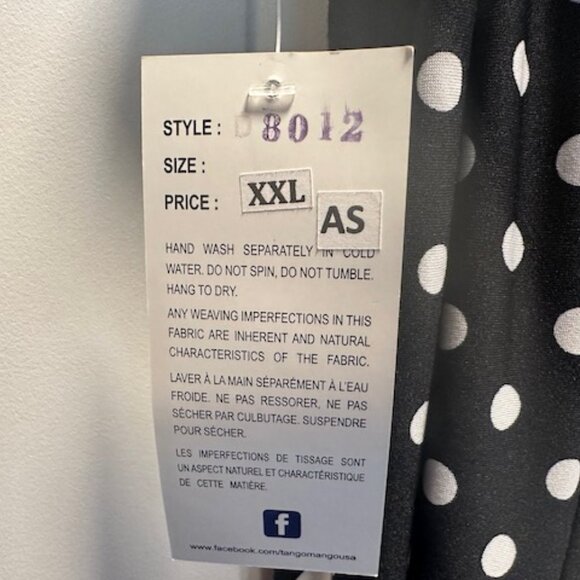 STYLE : D8012
SIZE :
XXL
PRICE :
AS
HAND WASH SEPARATELY IN COLD
WATER. DO NOT SPIN, DO NOT TUMBLE.
HANG TO DRY.
ANY WEAVING IMPERFECTIONS IN THIS
FABRIC ARE INHERENT AND NATURAL
CHARACTERISTICS OF THE FABRIC.
LAVER À LA MAIN SÉPARÉMENT À L'EAU
FROIDE. NE PAS RESSORER, NE PAS
SÉCHER PAR CULBUTAGE. SUSPENDRE
POUR SÉCHER.
LES IMPERFECTIONS DE TISSAGE SONT
UN ASPECT NATUREL ET CHARACTÉRISTIQUE
DE CETTE MATIÈRE.
f
www.facebook.com/tangomangousa